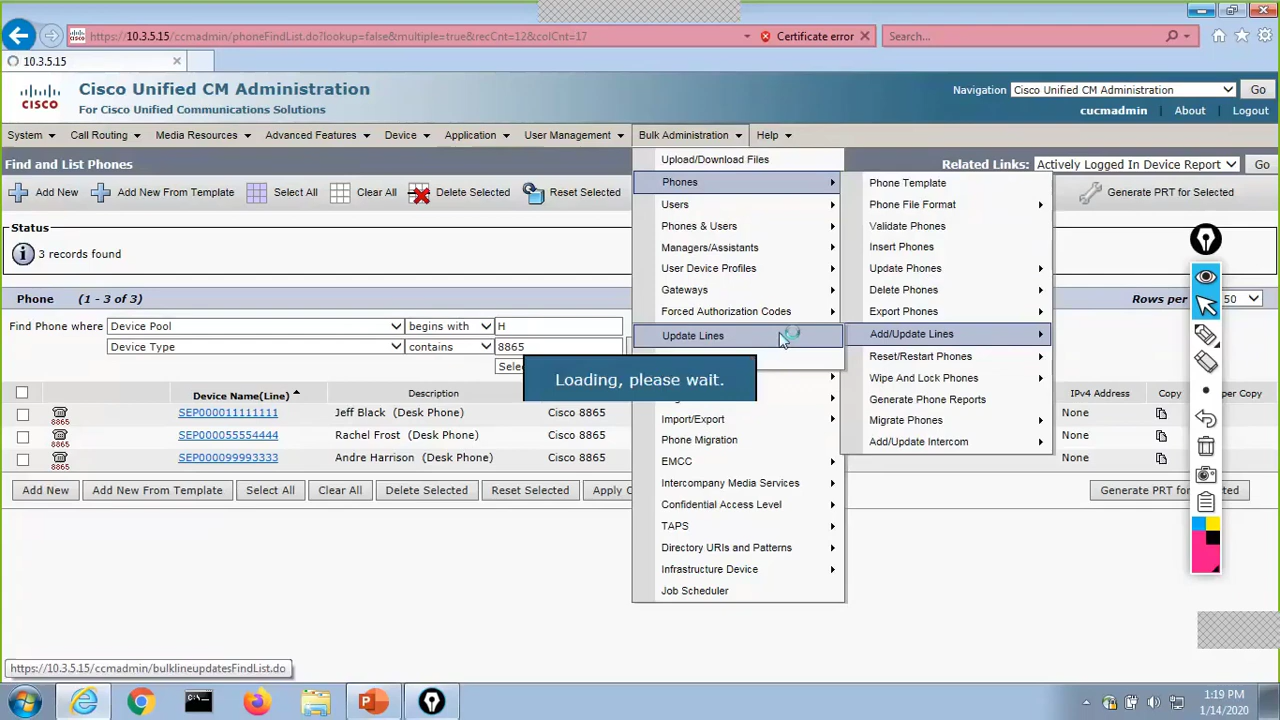 https://10.3.5.15/ccmadmin/phoneFindList.do?lookup=false&multiple=true&recCnt=12&colCnt=17
Certificate error
Search...
10.3.5.15
CISCO
Cisco Unified CM Administration
For Cisco Unified Communications Solutions
Navigation Cisco Unified CM Administration Go
cucmadmin About Logout
System Call Routing Media Resources Advanced Features Device Application User Management Bulk Administration Help
Find and List Phones
Related Links: Actively Logged In Device Report Go
Add New Add New From Template Select All Clear All Delete Selected Reset Selected Generate PRT for Selected
Status
3 records found
Phone (1 - 3 of 3)
Rows per 50
Find Phone where Device Pool begins with H
Device Type contains 8865
Selec
Device Name(Line) Description IPv4 Address Copy per Copy
8865 SEP000011111111 Jeff Black (Desk Phone) Cisco 8865 None
8865 SEP000055554444 Rachel Frost (Desk Phone) Cisco 8865 None
8865 SEP000099993333 Andre Harrison (Desk Phone) Cisco 8865 None
Add New Add New From Template Select All Clear All Delete Selected Reset Selected Apply C Generate PRT for ected
Upload/Download Files
Phones
Users
Phones & Users
Managers/Assistants
User Device Profiles
Gateways
Forced Authorization Codes
Update Lines
Loading, please wait.
Import/Export
Phone Migration
EMCC
Intercompany Media Services
Confidential Access Level
TAPS
Directory URIs and Patterns
Infrastructure Device
Job Scheduler
Phone Template
Phone File Format
Validate Phones
Insert Phones
Update Phones
Delete Phones
Export Phones
Add/Update Lines
Reset/Restart Phones
Wipe And Lock Phones
Generate Phone Reports
Migrate Phones
Add/Update Intercom
https://10.3.5.15/ccmadmin/bulklineupdatesFindList.do
1:19 PM
1/14/2020